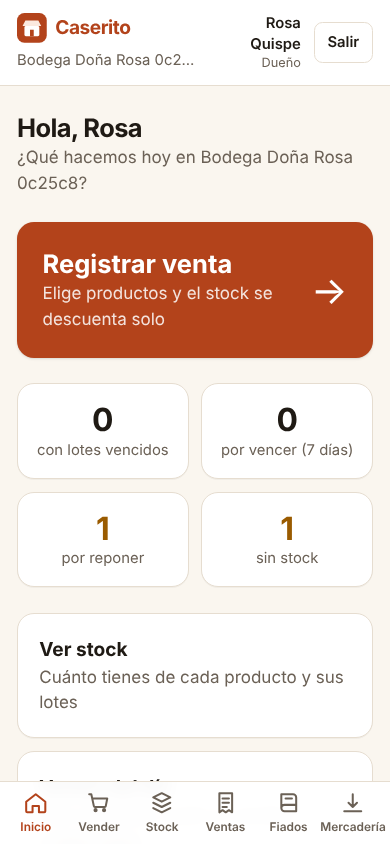 Caserito
Bodega Doña Rosa 0c2...
Rosa
Quispe
Dueño
Salir
Hola, Rosa
¿Qué hacemos hoy en Bodega Doña Rosa
0c25c8?
Registrar venta
Elige productos y el stock se
descuenta solo
0
con lotes vencidos
0
por vencer (7 días)
1
por reponer
1
sin stock
Ver stock
Cuánto tienes de cada producto y sus
lotes
Inicio
Vender
Stock
Ventas
Fiados
Mercadería